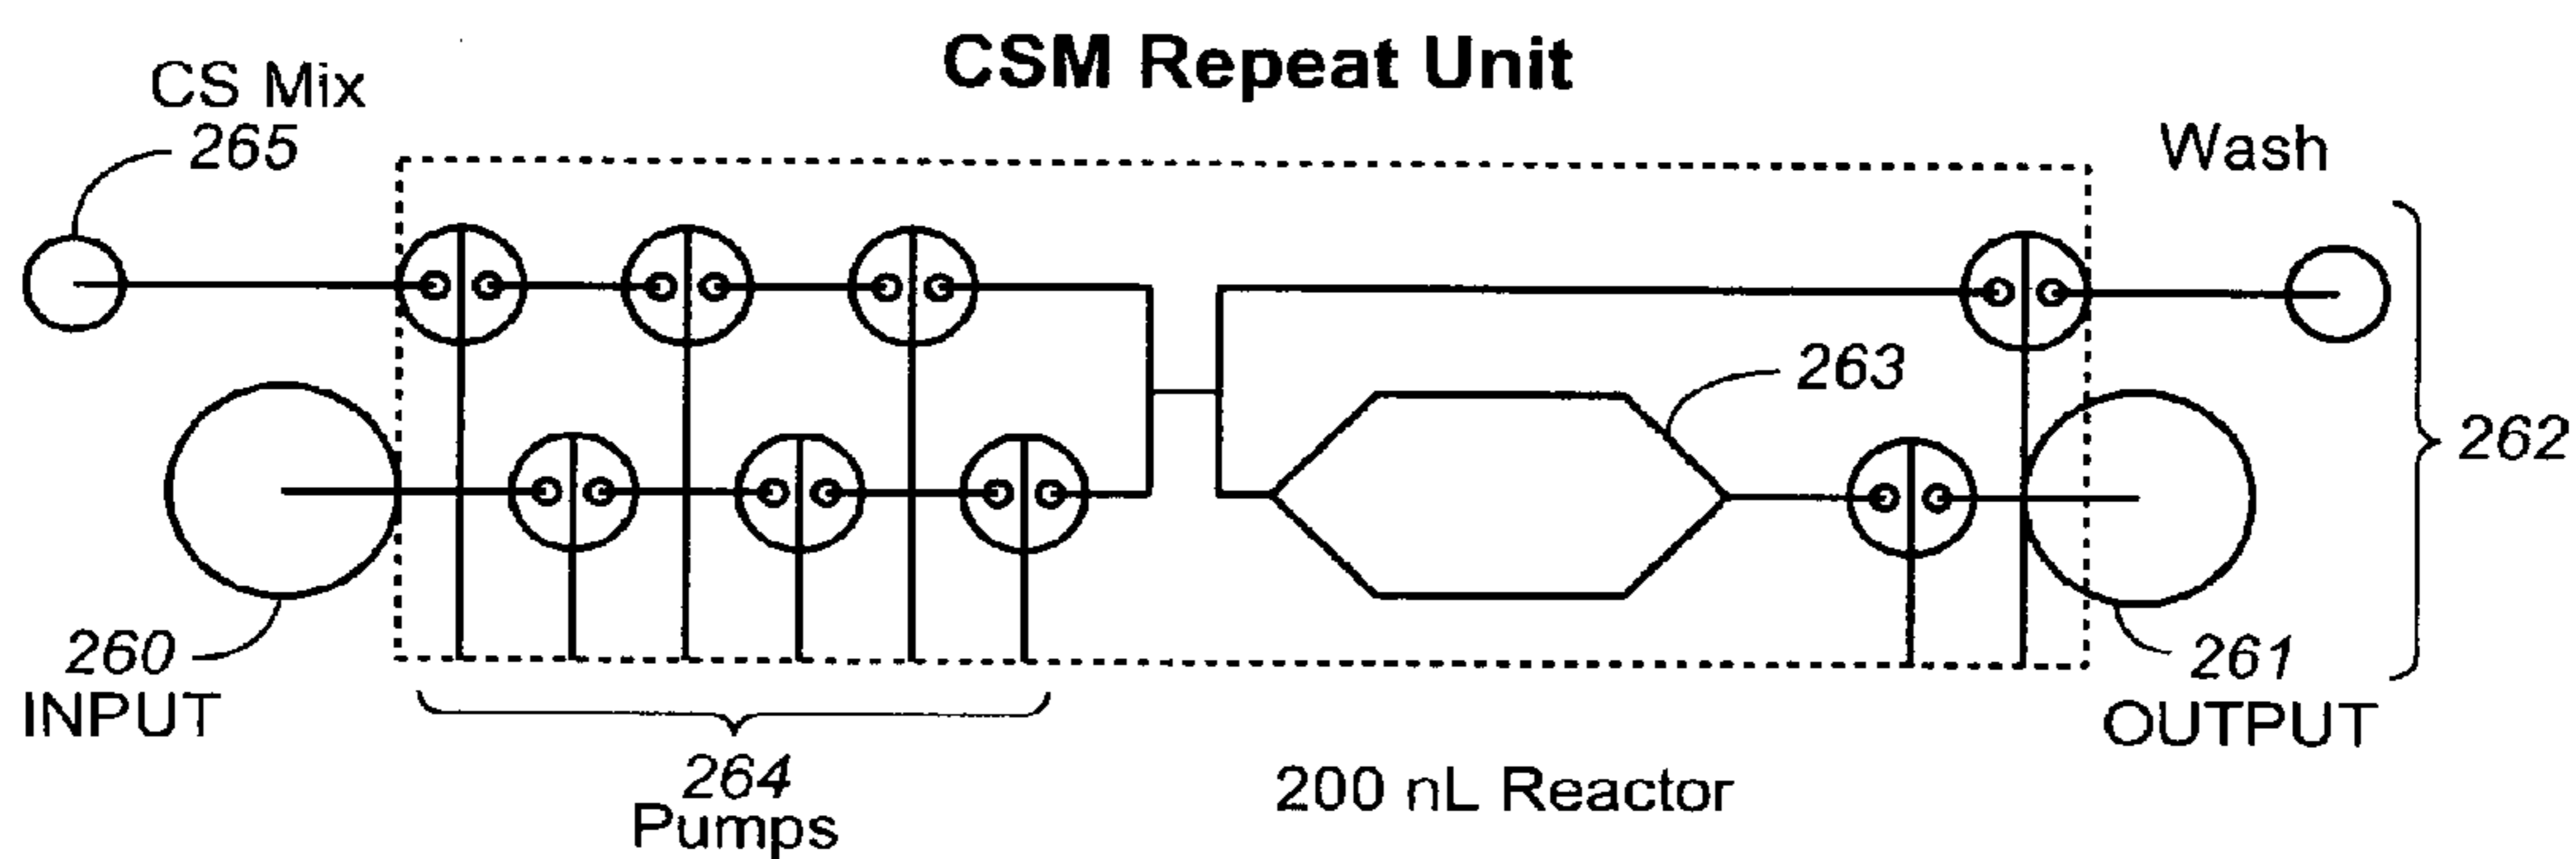 CSM Repeat Unit
CS Mix
265
Wash
263
262
260
INPUT
261
OUTPUT
264
Pumps
200 nL Reactor